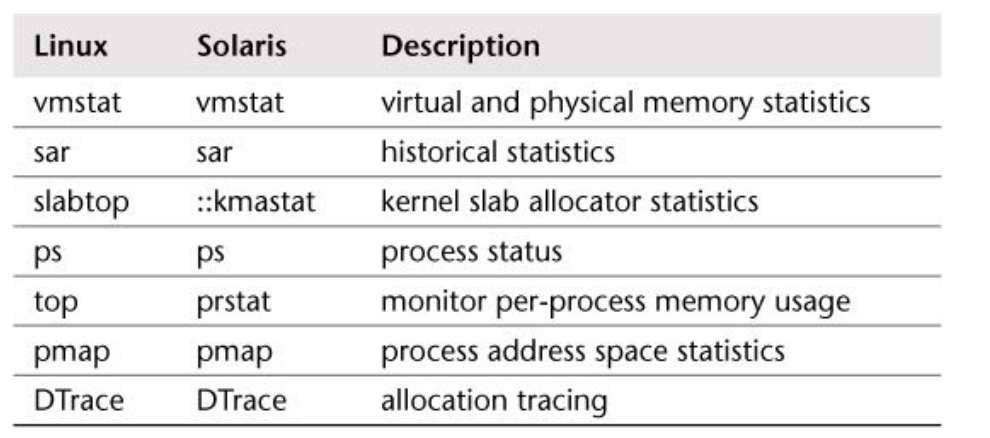 Linux Solaris Description
vmstat vmstat virtual and physical memory statistics
sar sar historical statistics
slabtop ::kmastat kernel slab allocator statistics
ps ps process status
top prstat monitor per-process memory usage
pmap pmap process address space statistics
DTrace DTrace allocation tracing